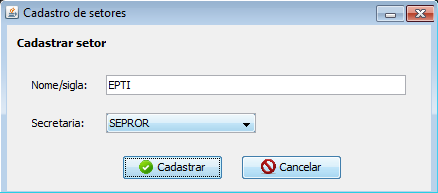 Cadastro de setores
Cadastrar setor
Nome/sigla: EPTI
Secretaria: SEPROR
Cadastrar Cancelar